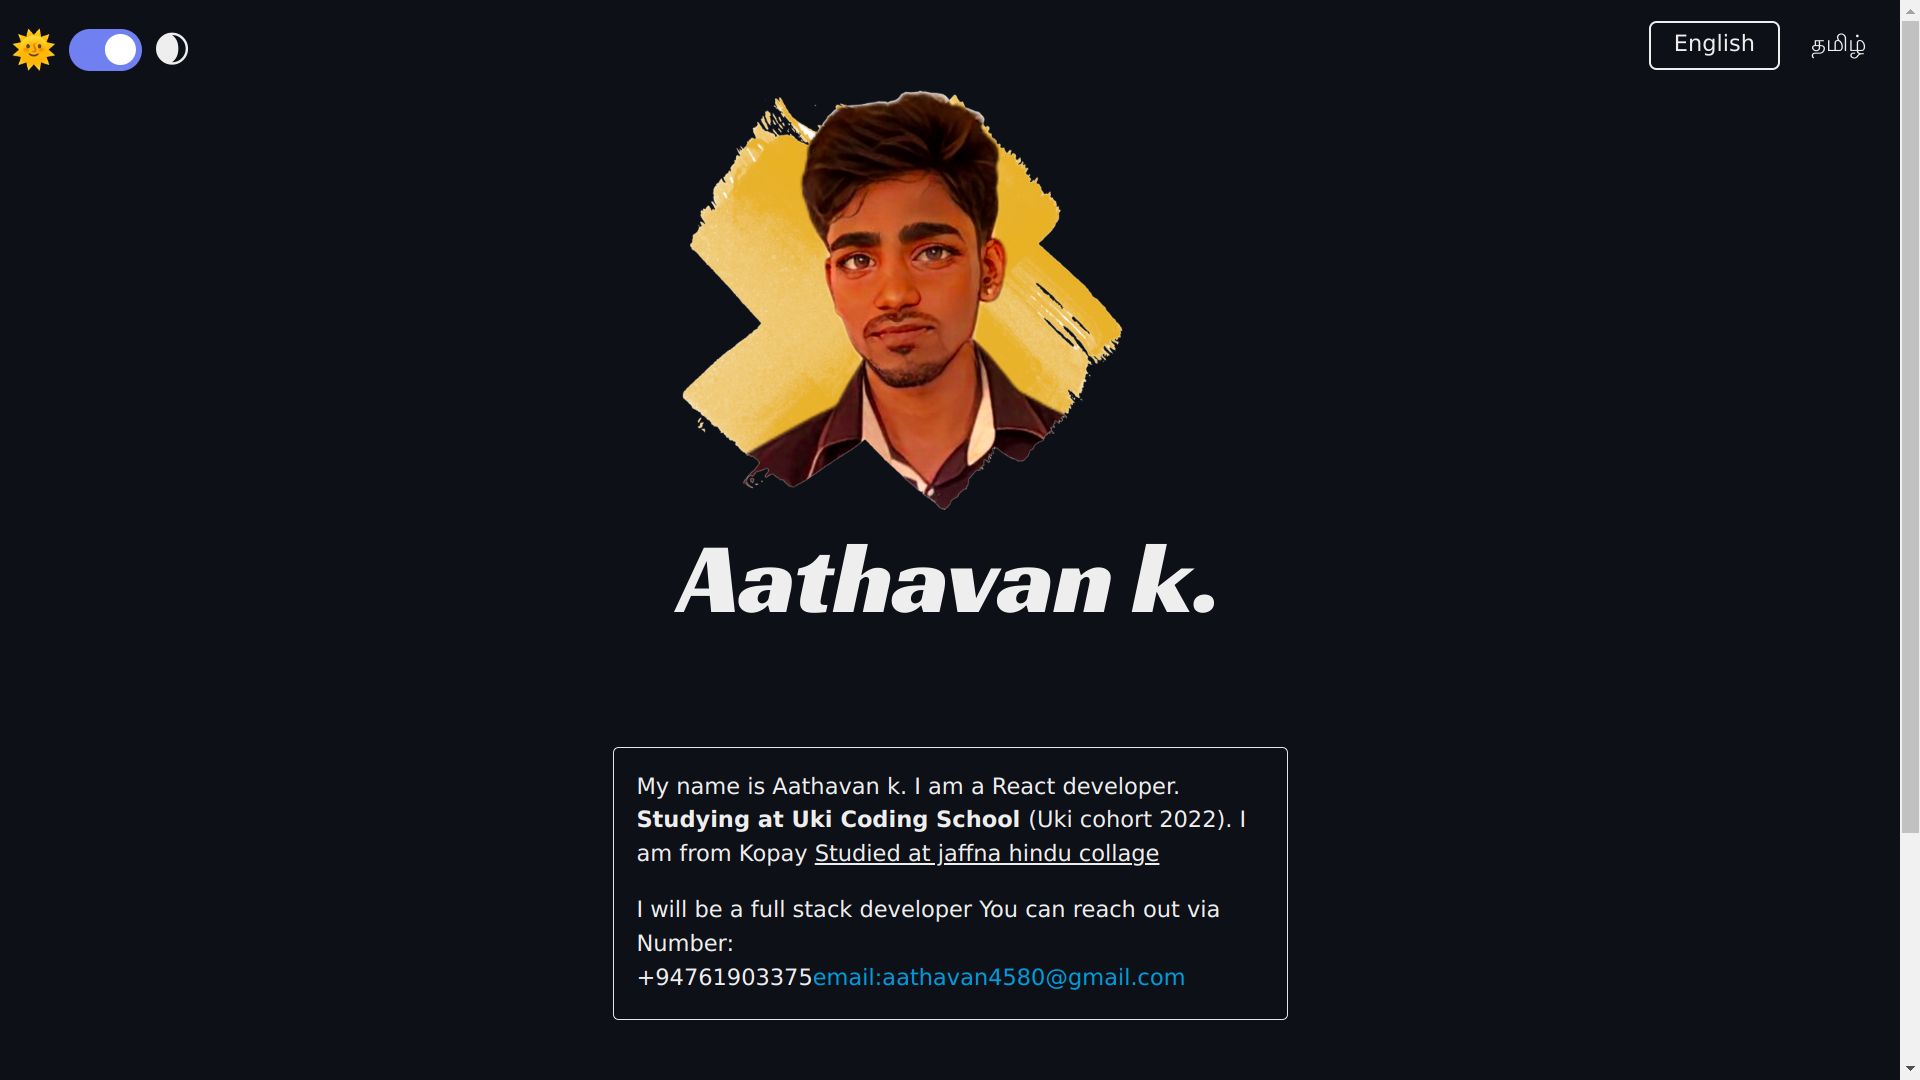 English
தமிழ்
Aathavan k.
My name is Aathavan k. I am a React developer.
Studying at Uki Coding School (Uki cohort 2022). I
am from Kopay Studied at jaffna hindu collage
I will be a full stack developer You can reach out via
Number:
+94761903375email:aathavan4580@gmail.com